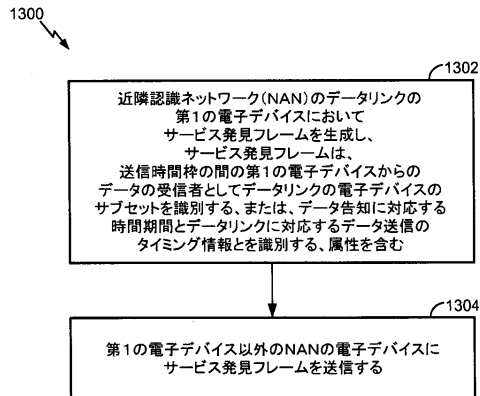 1300
1302
近隣認識ネットワーク(NAN)のデータリンクの
第1の電子デバイスにおいて
サービス発見フレームを生成し、
サービス発見フレームは、
送信時間枠の間の第1の電子デバイスからの
データの受信者としてデータリンクの電子デバイスの
サブセットを識別する、または、データ告知に対応する
時間期間とデータリンクに対応するデータ送信の
タイミング情報とを識別する、属性を含む
1304
第1の電子デバイス以外のNANの電子デバイスに
サービス発見フレームを送信する